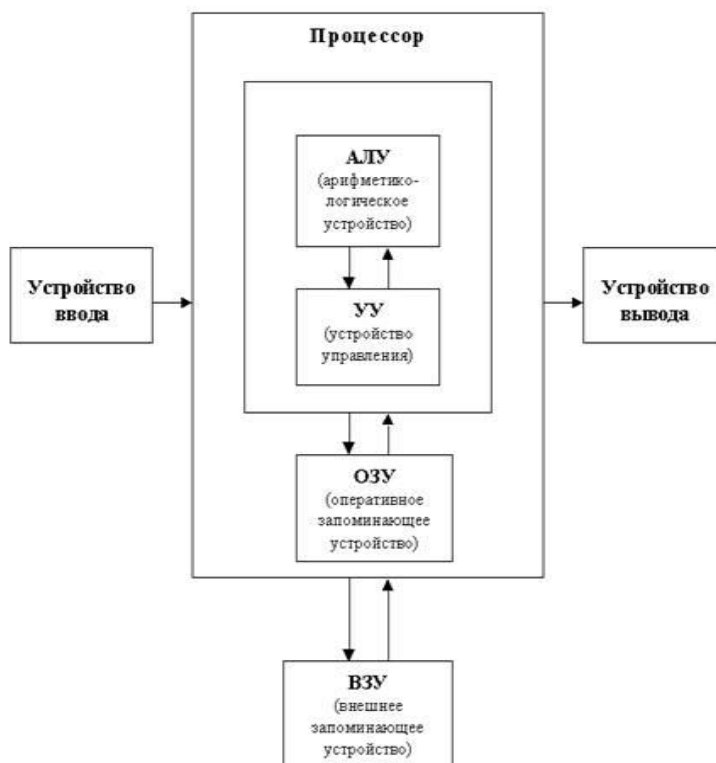 Процессор
АЛУ
(арифметико-
логическое
устройство)
Устройство
ввода
УУ
(устройство
управления)
Устройство
вывода
ОЗУ
(оперативное
запоминающее
устройство)
ВЗУ
(внешнее
запоминающее
устройство)